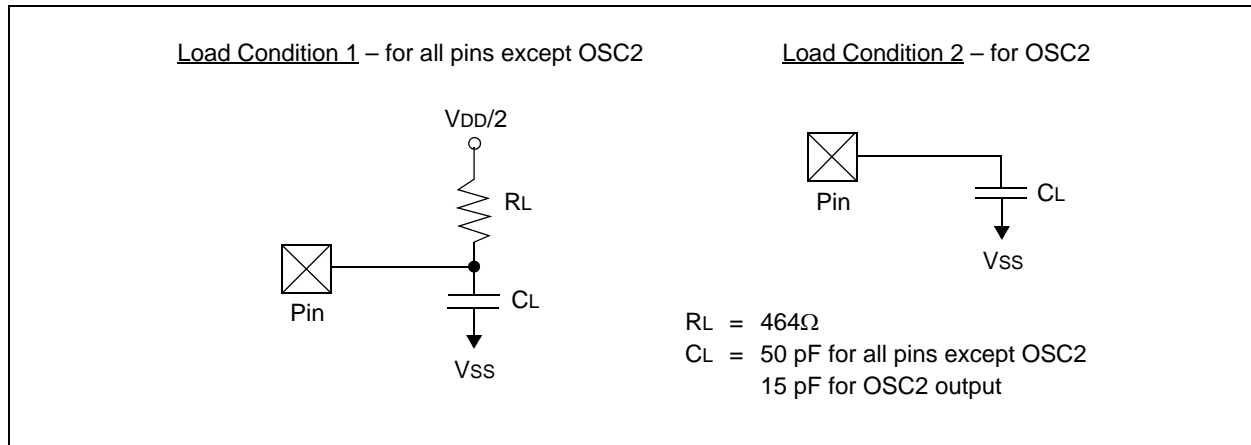 Load Condition 1 – for all pins except OSC2
VDD/2
RL
Pin
CL
VSS
Load Condition 2 – for OSC2
Pin
CL
VSS
RL = 464Ω
CL = 50 pF for all pins except OSC2
15 pF for OSC2 output